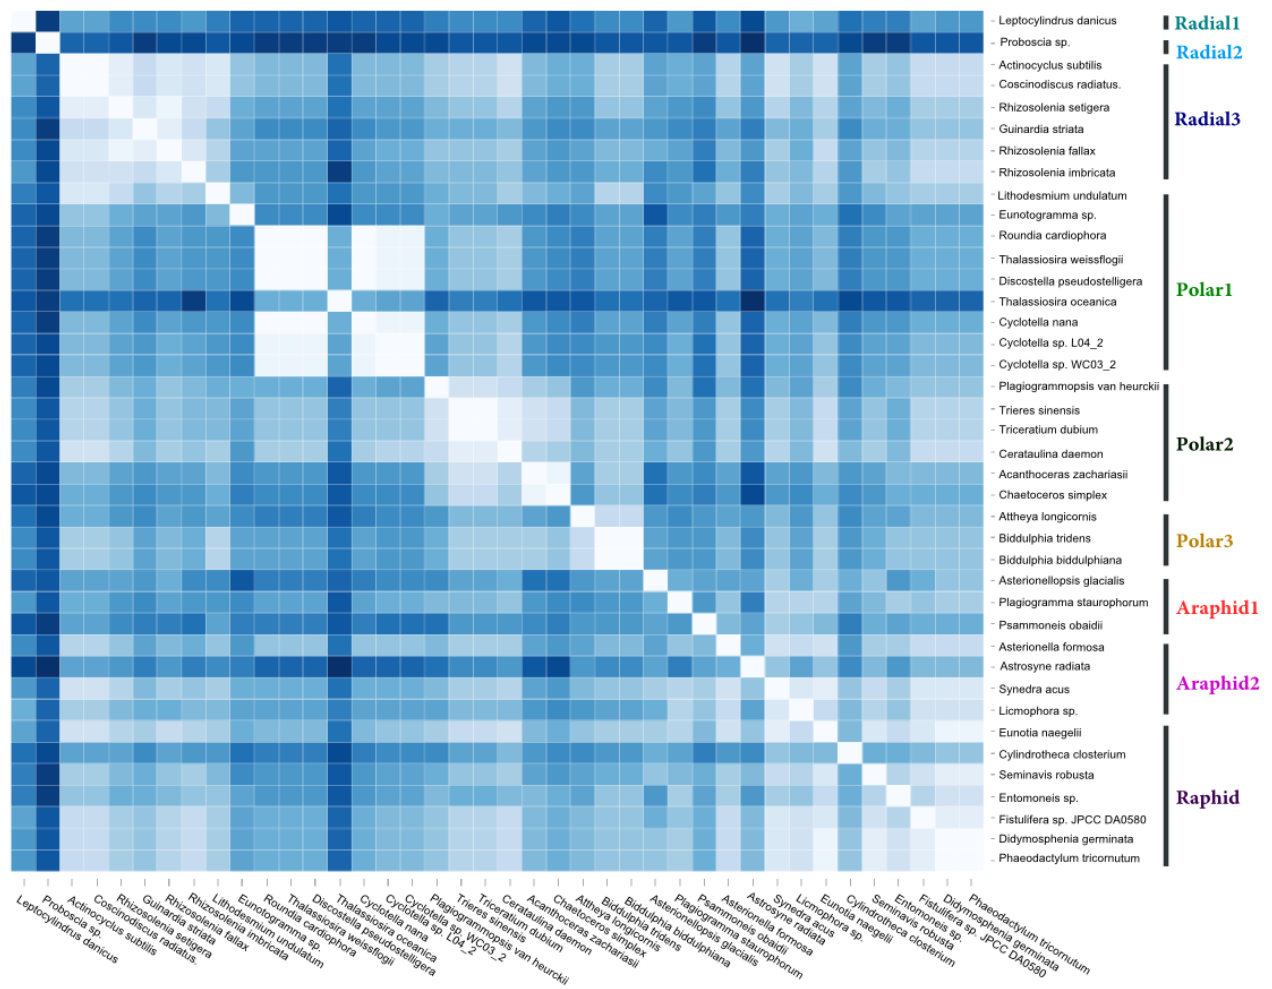 Leptocylindrus danicus
Radial1
Proboscia sp.
Radial2
Actinocyclus subtilis
Coscinodiscus radiatus.
Rhizosolenia setigera
Radial3
Guinardia striata
Rhizosolenia fallax
Rhizosolenia imbricata
Lithodesmium undulatum
Eunotogramma sp.
Roundia cardiophora
Thalassiosira weissflogii
Discostella pseudostelligera
Polar1
Thalassiosira oceanica
Cyclotella nana
Cyclotella sp. L04_2
Cyclotella sp. WC03_2
Plagiogrammopsis van heurckii
Trieres sinensis
Triceratium dubium
Polar2
Cerataulina daemon
Acanthoceras zachariasii
Chaetoceros simplex
Attheya longicornis
Biddulphia tridens
Polar3
Biddulphia biddulphiana
Asterionellopsis glacialis
Plagiogramma staurophorum
Araphid1
Psammoneis obaidii
Asterionella formosa
Astrosyne radiata
Araphid2
Synedra acus
Licmophora sp.
Eunotia naegelii
Cylindrotheca closterium
Seminavis robusta
Entomoneis sp.
Raphid
Fistulifera sp. JPCC DA0580
Didymosphenia germinata
Phaeodactylum tricornutum
Leptocylindrus danicus
Proboscia sp.
Actinocyclus subtilis
Coscinodiscus radiatus.
Rhizosolenia setigera
Guinardia striata
Rhizosolenia fallax
Rhizosolenia imbricata
Lithodesmium undulatum
Eunotogramma sp.
Roundia cardiophora
Thalassiosira weissflogii
Discostella pseudostelligera
Thalassiosira oceanica
Cyclotella nana
Cyclotella sp. L04_2
Cyclotella sp. WC03_2
Plagiogrammopsis van heurckii
Trieres sinensis
Triceratium dubium
Cerataulina daemon
Acanthoceras zachariasii
Chaetoceros simplex
Attheya longicornis
Biddulphia tridens
Biddulphia biddulphiana
Asterionellopsis glacialis
Plagiogramma staurophorum
Psammoneis obaidii
Asterionella formosa
Astrosyne radiata
Synedra acus
Licmophora sp.
Eunotia naegelii
Cylindrotheca closterium
Seminavis robusta
Entomoneis sp.
Fistulifera sp. JPCC DA0580
Didymosphenia germinata
Phaeodactylum tricornutum